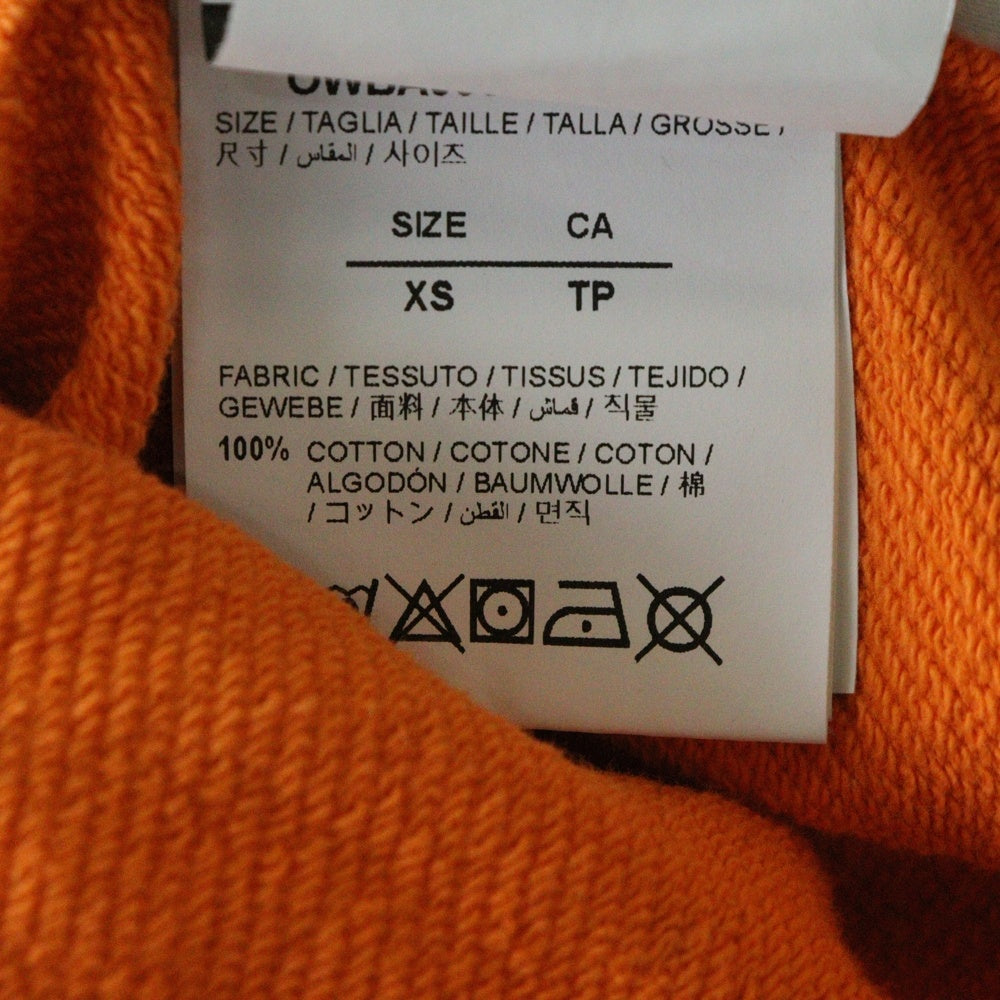 SIZE / TAGLIA / TAILLE / TALLA / GROSSE /
尺寸 / المقاس / 사이즈
SIZE CA
XS TP
FABRIC / TESSUTO / TISSUS / TEJIDO /
GEWEBE / 面料 / 本体 / قماش / 직물
100% COTTON / COTONE / COTON /
ALGODÓN / BAUMWOLLE / 棉
/ コットン / القطن / 면직